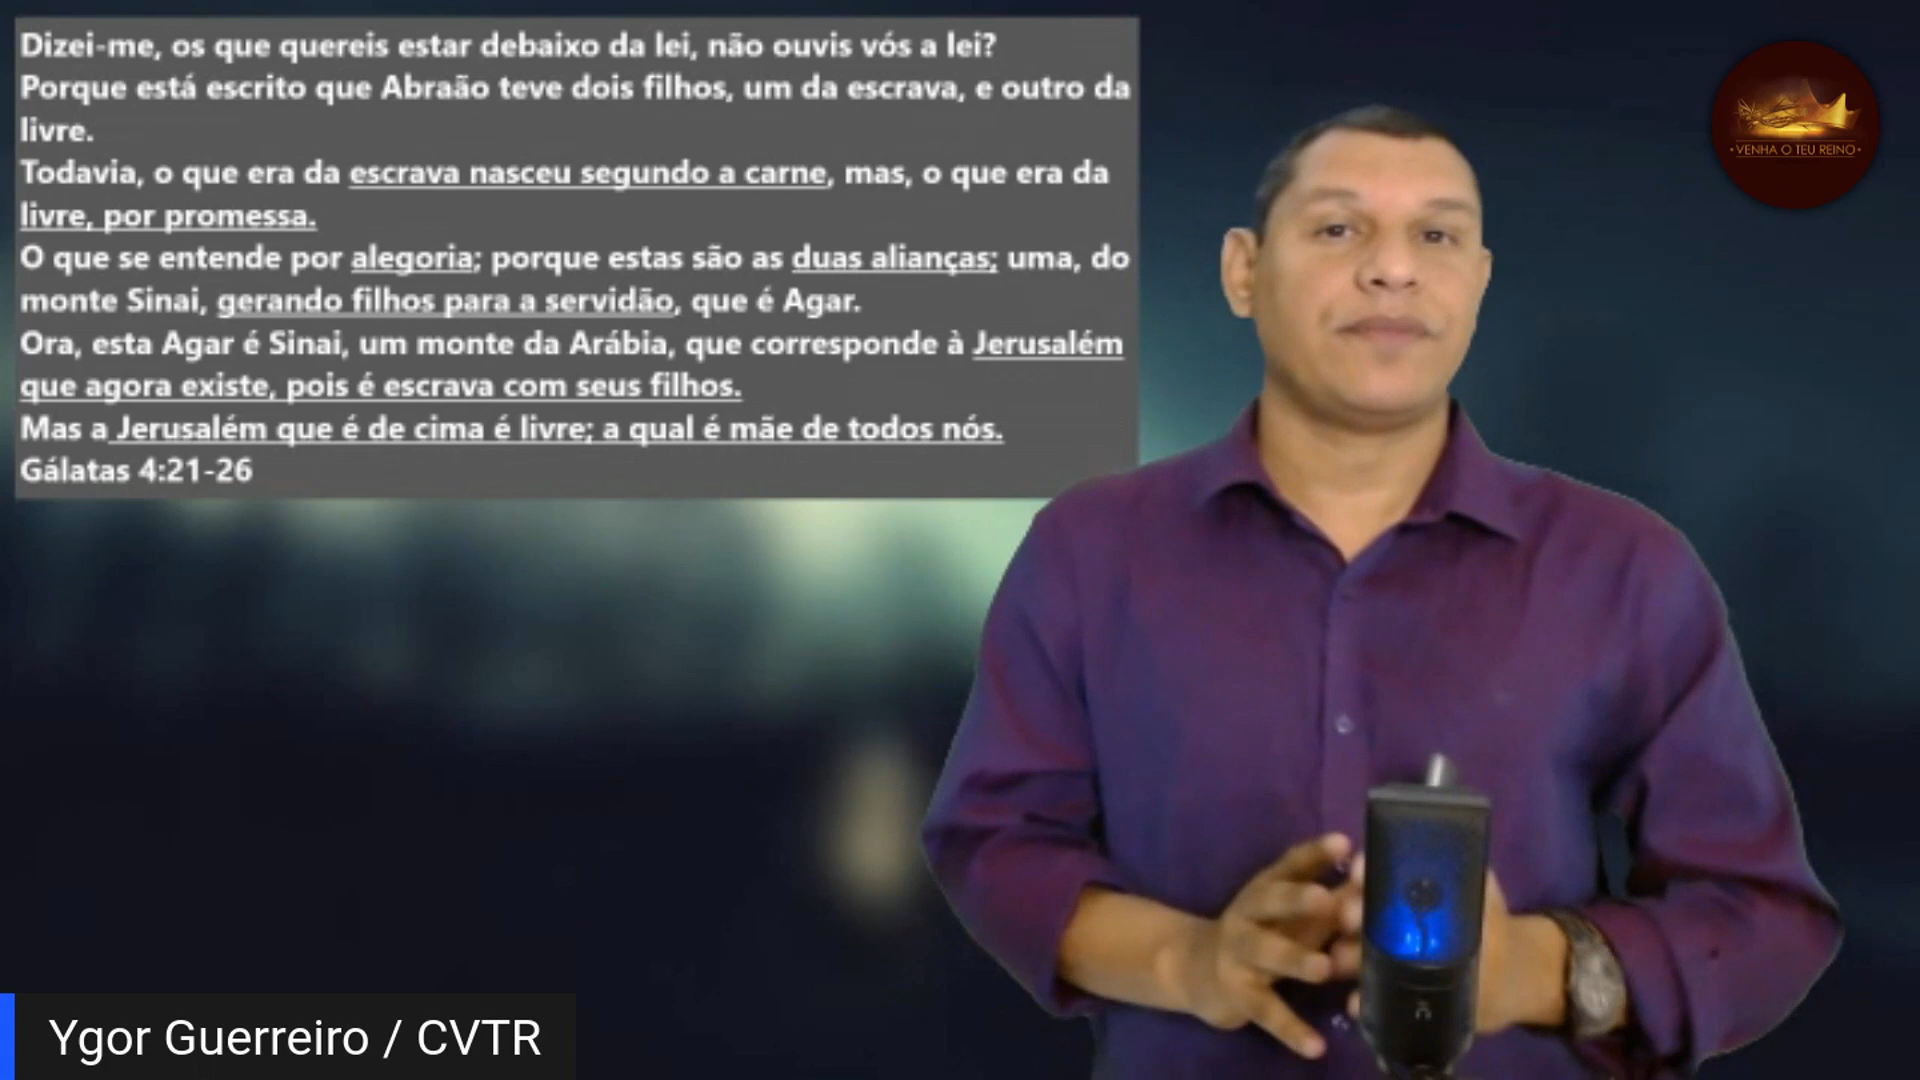 Dizei-me, os que quereis estar debaixo da lei, não ouvis vós a lei?
Porque está escrito que Abraão teve dois filhos, um da escrava, e outro da
livre.
Todavia, o que era da escrava nasceu segundo a carne, mas, o que era da
livre, por promessa.
O que se entende por alegoria; porque estas são as duas alianças; uma, do
monte Sinai, gerando filhos para a servidão, que é Agar.
Ora, esta Agar é Sinai, um monte da Arábia, que corresponde à Jerusalém
que agora existe, pois é escrava com seus filhos.
Mas a Jerusalém que é de cima é livre; a qual é mãe de todos nós.
Gálatas 4:21-26
• VENHA O TEU REINO •
Ygor Guerreiro / CVTR